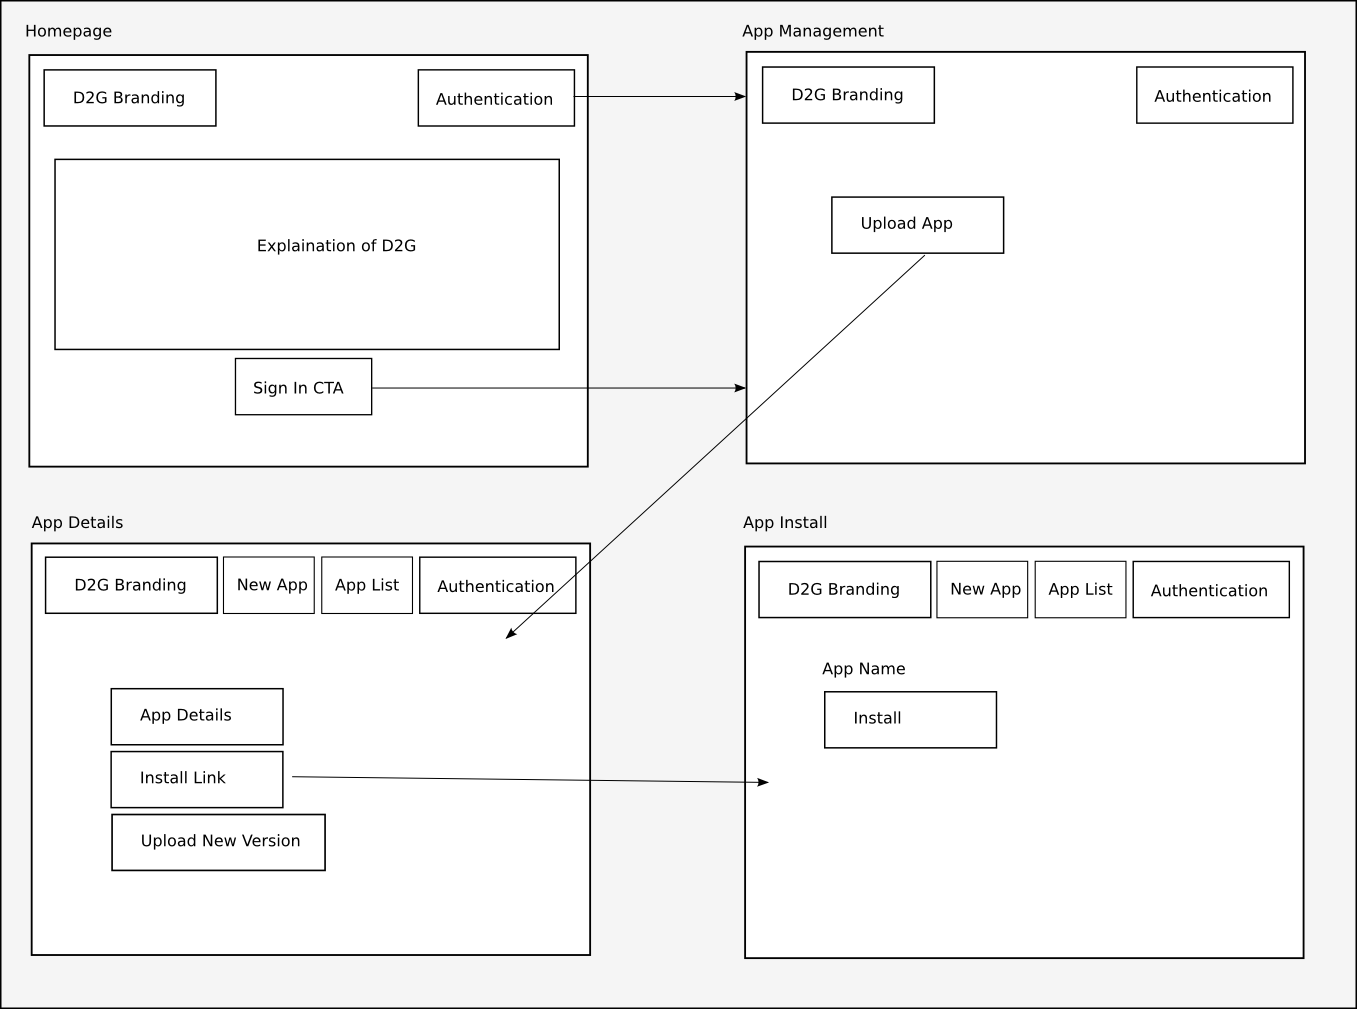 Homepage
D2G Branding
Authentication
Explaination of D2G
Sign In CTA
App Management
D2G Branding
Authentication
Upload App
App Details
D2G Branding
New App
App List
Authentication
App Details
Install Link
Upload New Version
App Install
D2G Branding
New App
App List
Authentication
App Name
Install